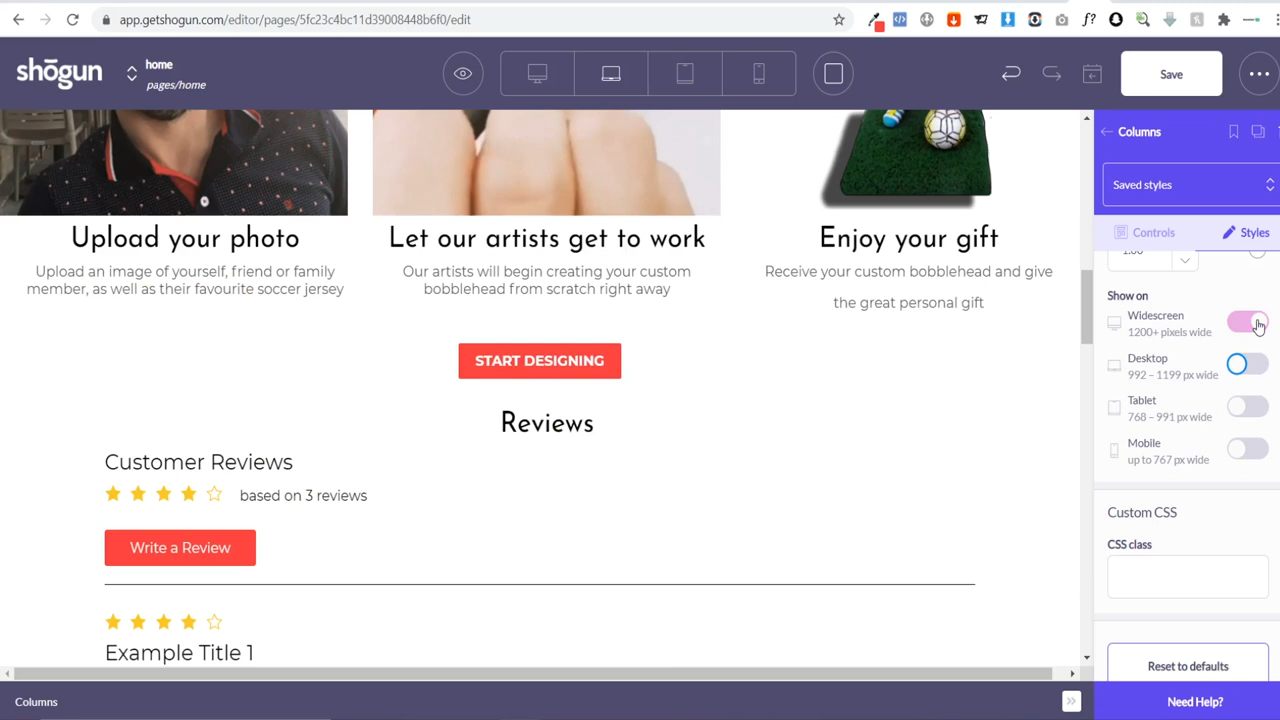 app.getshogun.com/editor/pages/5fc23c4bc11d39008448b6f0/edit
f?
shōgun
home
pages/home
Save
Columns
Saved styles
Controls
Styles
1.00
Upload your photo
Let our artists get to work
Enjoy your gift
Upload an image of yourself, friend or family
member, as well as their favourite soccer jersey
Our artists will begin creating your custom
bobblehead from scratch right away
Receive your custom bobblehead and give
the great personal gift
START DESIGNING
Reviews
Customer Reviews
based on 3 reviews
Write a Review
Example Title 1
Show on
Widescreen
1200+ pixels wide
Desktop
992 – 1199 px wide
Tablet
768 – 991 px wide
Mobile
up to 767 px wide
Custom CSS
CSS class
Reset to defaults
Columns
Need Help?